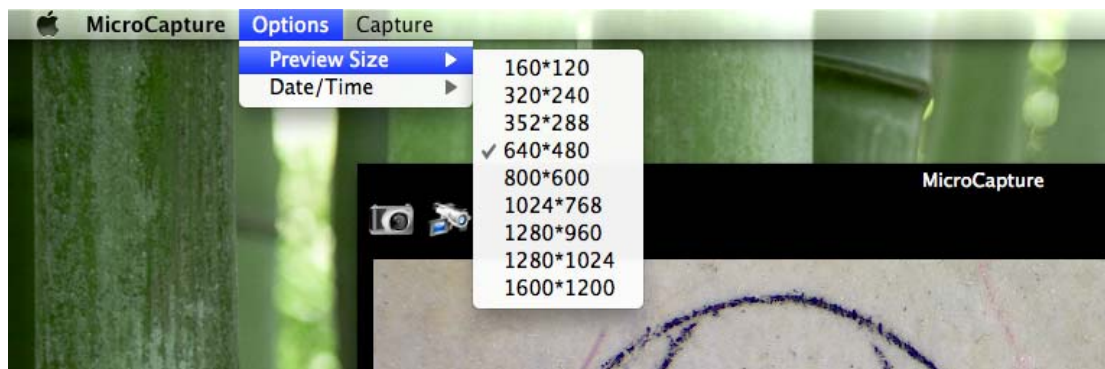 MicroCapture Options Capture
Preview Size
Date/Time
160*120
320*240
352*288
✓ 640*480
800*600
1024*768
1280*960
1280*1024
1600*1200
MicroCapture